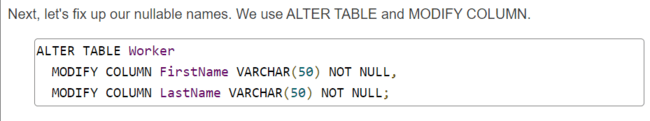 Next, let's fix up our nullable names. We use ALTER TABLE and MODIFY COLUMN.
ALTER TABLE Worker
MODIFY COLUMN FirstName VARCHAR(50) NOT NULL,
MODIFY COLUMN LastName VARCHAR(50) NOT NULL;